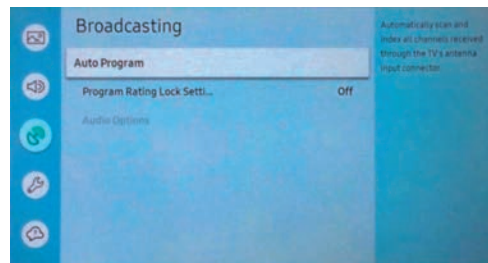 Broadcasting
Auto Program
Program Rating Lock Setti... Off
Audio Options
Automatically scan and
index all channels received
through the TV's antenna
input connector.